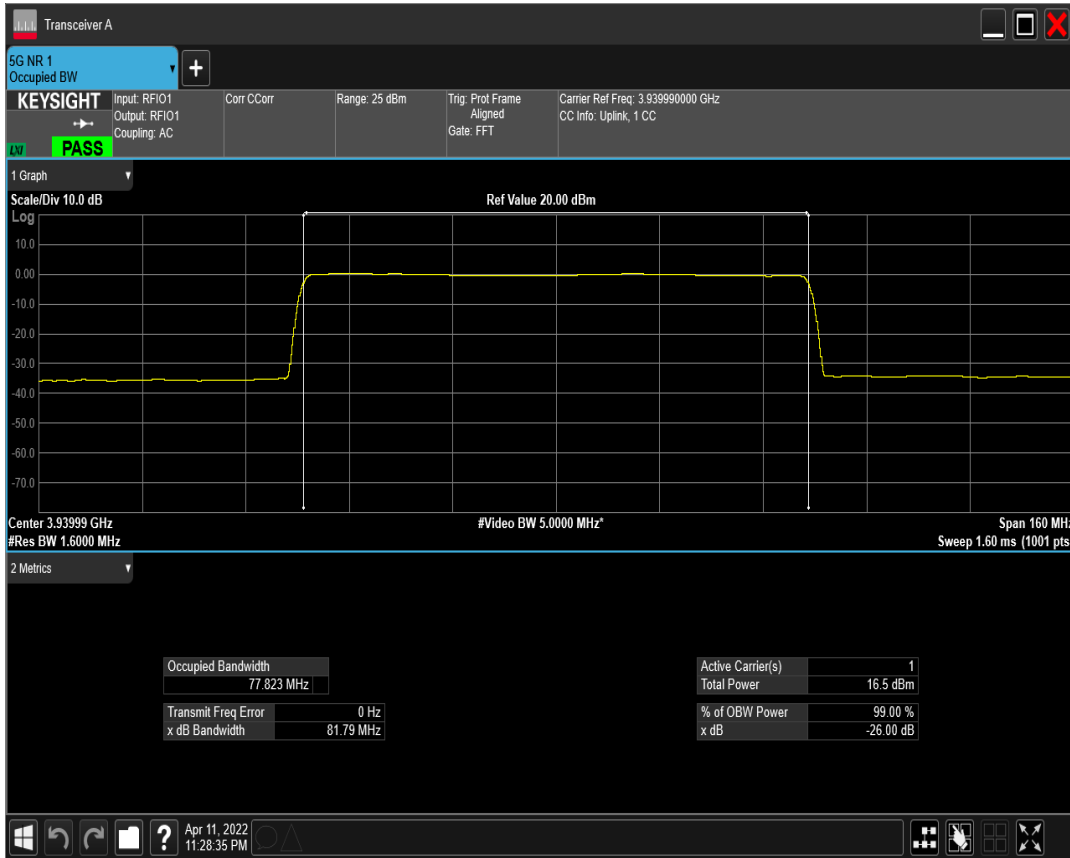 Transceiver A
5G NR 1
Occupied BW
+
KEYSIGHT
LXI
PASS
Input: RFIO1
Output: RFIO1
Coupling: AC
Corr CCorr
Range: 25 dBm
Trig: Prot Frame
Aligned
Gate: FFT
Carrier Ref Freq: 3.939990000 GHz
CC Info: Uplink, 1 CC
1 Graph
Scale/Div 10.0 dB
Ref Value 20.00 dBm
Log
10.0
0.00
-10.0
-20.0
-30.0
-40.0
-50.0
-60.0
-70.0
Center 3.93999 GHz
#Video BW 5.0000 MHz*
Span 160 MHz
#Res BW 1.6000 MHz
Sweep 1.60 ms (1001 pts
2 Metrics
Occupied Bandwidth
77.823 MHz
Transmit Freq Error 0 Hz
x dB Bandwidth 81.79 MHz
Active Carrier(s) 1
Total Power 16.5 dBm
% of OBW Power 99.00 %
x dB -26.00 dB
?
Apr 11, 2022
11:28:35 PM